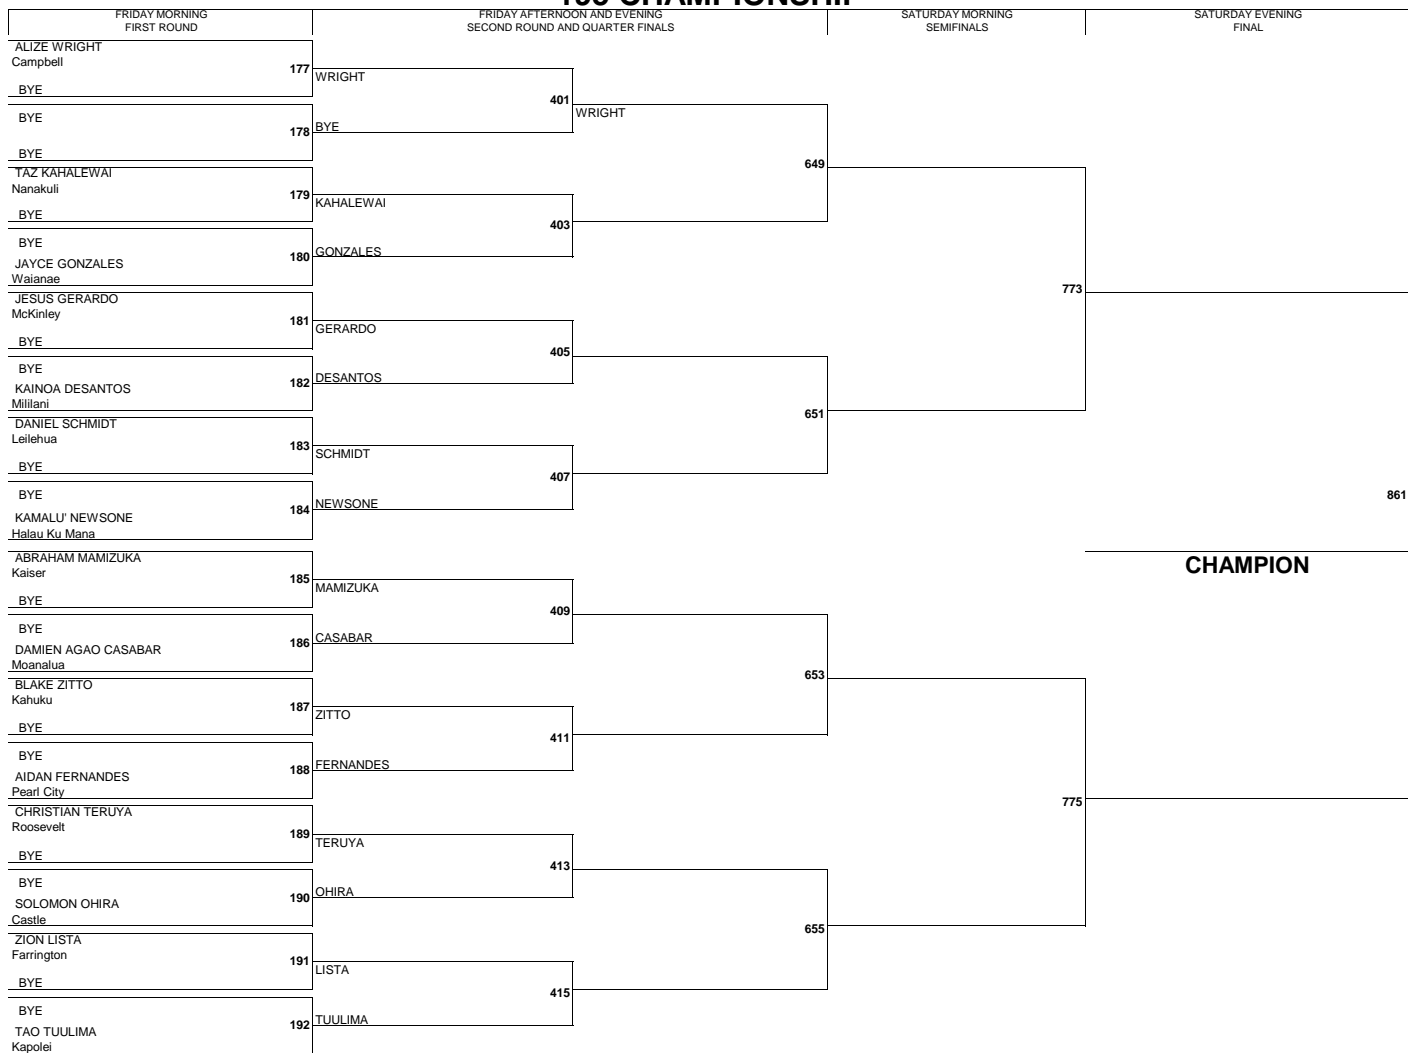 FRIDAY MORNING
FIRST ROUND
FRIDAY AFTERNOON AND EVENING
SECOND ROUND AND QUARTER FINALS
SATURDAY MORNING
SEMIFINALS
SATURDAY EVENING
FINAL
ALIZE WRIGHT
Campbell
177
BYE
WRIGHT
401
WRIGHT
BYE
178
BYE
BYE
649
TAZ KAHALEWAI
Nanakuli
179
BYE
KAHALEWAI
403
BYE
180
GONZALES
JAYCE GONZALES
Waianae
773
JESUS GERARDO
McKinley
181
BYE
GERARDO
405
BYE
182
DESANTOS
KAINOA DESANTOS
Mililani
651
DANIEL SCHMIDT
Leilehua
183
BYE
SCHMIDT
407
BYE
184
NEWSONE
KAMALU' NEWSONE
Halau Ku Mana
861
CHAMPION
ABRAHAM MAMIZUKA
Kaiser
185
BYE
MAMIZUKA
409
BYE
186
CASABAR
DAMIEN AGAO CASABAR
Moanalua
653
BLAKE ZITTO
Kahuku
187
BYE
ZITTO
411
BYE
188
FERNANDES
AIDAN FERNANDES
Pearl City
775
CHRISTIAN TERUYA
Roosevelt
189
BYE
TERUYA
413
BYE
190
OHIRA
SOLOMON OHIRA
Castle
655
ZION LISTA
Farrington
191
BYE
LISTA
415
BYE
192
TUULIMA
TAO TUULIMA
Kapolei